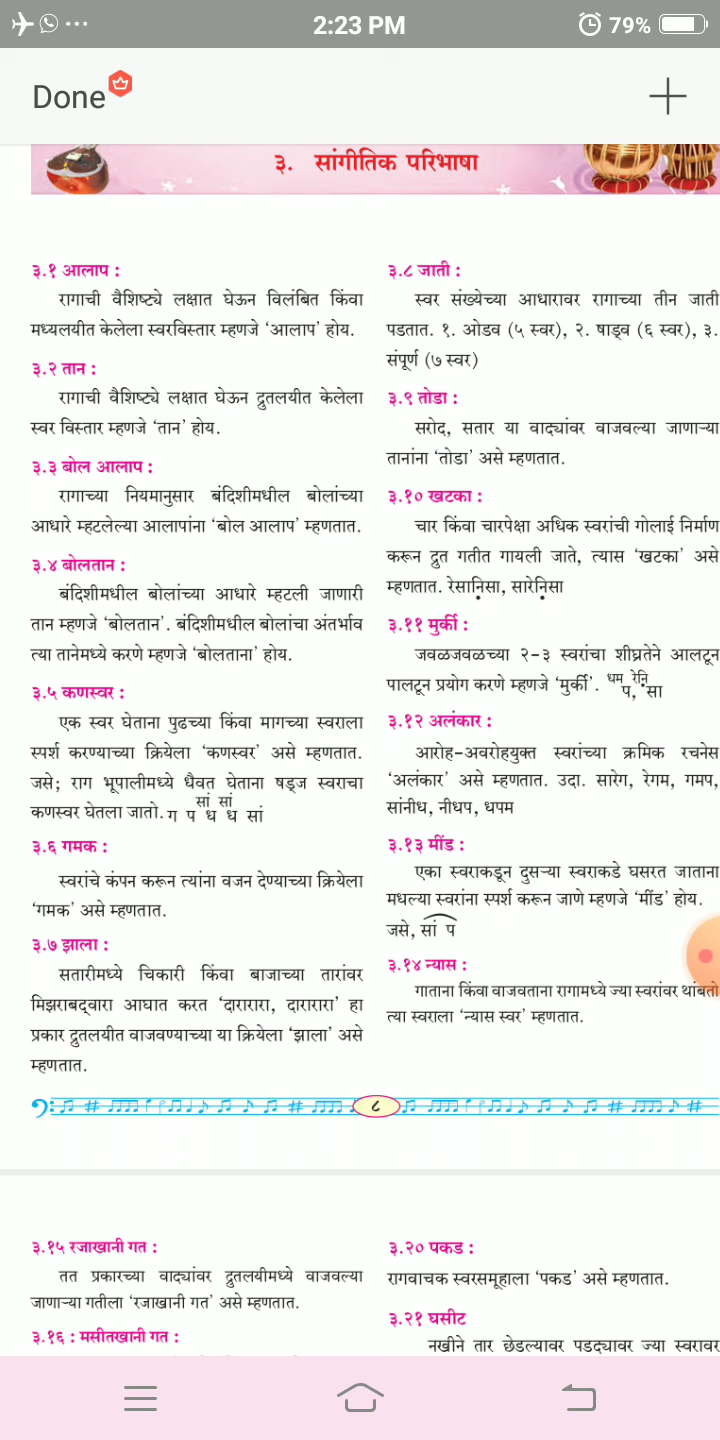 2:23 PM
79%
Done
३. सांगीतिक परिभाषा
३.१ आलाप :
रागाची वैशिष्ट्ये लक्षात घेऊन विलंबित किंवा
मध्यलयीत केलेला स्वरविस्तार म्हणजे ‘आलाप’ होय.
३.२ तान :
रागाची वैशिष्ट्ये लक्षात घेऊन द्रुतलयीत केलेला
स्वर विस्तार म्हणजे ‘तान’ होय.
३.३ बोल आलाप :
रागाच्या नियमानुसार बंदिशीमधील बोलांच्या
आधारे म्हटलेल्या आलापांना ‘बोल आलाप’ म्हणतात.
३.४ बोलतान :
बंदिशीमधील बोलांच्या आधारे म्हटली जाणारी
तान म्हणजे ‘बोलतान’. बंदिशीमधील बोलांचा अंतर्भाव
त्या तानेमध्ये करणे म्हणजे ‘बोलताना’ होय.
३.५ कणस्वर :
एक स्वर घेताना पुढच्या किंवा मागच्या स्वराला
स्पर्श करण्याच्या क्रियेला ‘कणस्वर’ असे म्हणतात.
जसे; राग भूपालीमध्ये धैवत घेताना षड्ज स्वराचा
सां सां
कणस्वर घेतला जातो. ग प ध ध सां
३.६ गमक :
स्वरांचे कंपन करून त्यांना वजन देण्याच्या क्रियेला
‘गमक’ असे म्हणतात.
३.७ झाला :
सतारीमध्ये चिकारी किंवा बाजाच्या तारांवर
मिझराबद्वारा आघात करत ‘दारारारा, दारारारा’ हा
प्रकार द्रुतलयीत वाजवण्याच्या या क्रियेला ‘झाला’ असे
म्हणतात.
३.८ जाती :
स्वर संख्येच्या आधारावर रागाच्या तीन जाती
पडतात. १. ओडव (५ स्वर), २. षाड्व (६ स्वर), ३.
संपूर्ण (७ स्वर)
३.९ तोडा :
सरोद, सतार या वाद्यांवर वाजवल्या जाणाऱ्या
तानांना ‘तोडा’ असे म्हणतात.
३.१० खटका :
चार किंवा चारपेक्षा अधिक स्वरांची गोलाई निर्माण
करून द्रुत गतीत गायली जाते, त्यास ‘खटका’ असे
म्हणतात. रेसानि़सा, सारेनि़सा
३.११ मुर्की :
जवळजवळच्या २-३ स्वरांचा शीघ्रतेने आलटून
पालटून प्रयोग करणे म्हणजे ‘मुर्की’. धम प, रेनि़ सा
३.१२ अलंकार :
आरोह-अवरोहयुक्त स्वरांच्या क्रमिक रचनेस
‘अलंकार’ असे म्हणतात. उदा. सारेग, रेगम, गमप,
सांनीध, नीधप, धपम
३.१३ मींड :
एका स्वराकडून दुसऱ्या स्वराकडे घसरत जाताना
मधल्या स्वरांना स्पर्श करून जाणे म्हणजे ‘मींड’ होय.
जसे, सां प
३.१४ न्यास :
गाताना किंवा वाजवताना रागामध्ये ज्या स्वरांवर थांबतो
त्या स्वराला ‘न्यास स्वर’ म्हणतात.
८
३.१५ रजाखानी गत :
तत प्रकारच्या वाद्यांवर द्रुतलयीमध्ये वाजवल्या
जाणाऱ्या गतीला ‘रजाखानी गत’ असे म्हणतात.
३.१६ : मसीतखानी गत :
३.२० पकड :
रागवाचक स्वरसमूहाला ‘पकड’ असे म्हणतात.
३.२१ घसीट
नखीने तार छेडल्यावर पडद्यावर ज्या स्वरावर